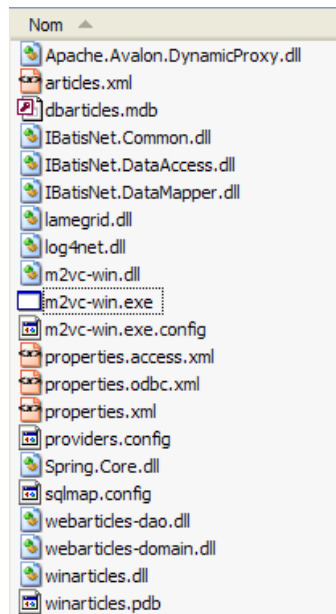 Nom
Apache.Avalon.DynamicProxy.dll
articles.xml
dbarticles.mdb
IBatisNet.Common.dll
IBatisNet.DataAccess.dll
IBatisNet.DataMapper.dll
lamegrid.dll
log4net.dll
m2vc-win.dll
m2vc-win.exe
m2vc-win.exe.config
properties.access.xml
properties.odbc.xml
properties.xml
providers.config
Spring.Core.dll
sqlmap.config
webarticles-dao.dll
webarticles-domain.dll
winarticles.dll
winarticles.pdb